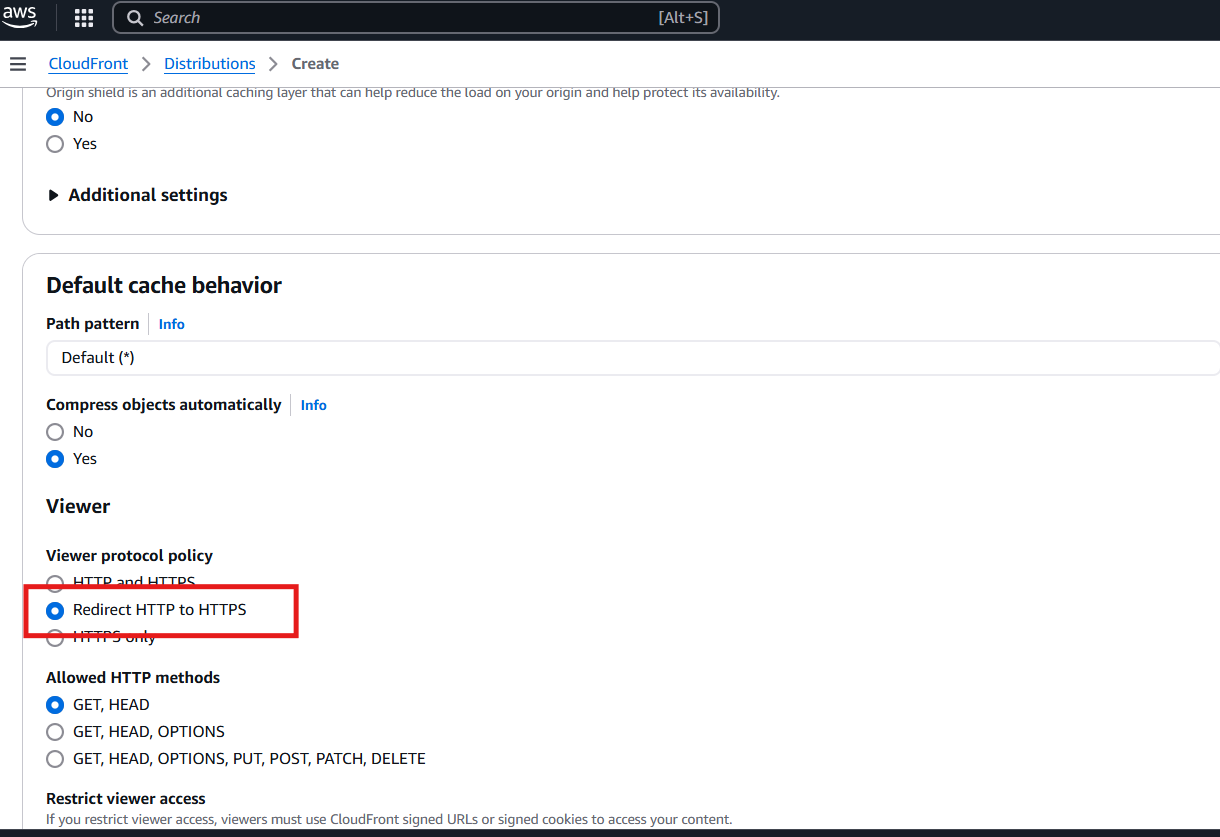 aws
Search [Alt+S]
CloudFront > Distributions > Create
Origin shield is an additional caching layer that can help reduce the load on your origin and help protect its availability.
No
Yes
Additional settings
Default cache behavior
Path pattern Info
Default (*)
Compress objects automatically Info
No
Yes
Viewer
Viewer protocol policy
HTTP and HTTPS
Redirect HTTP to HTTPS
HTTPS only
Allowed HTTP methods
GET, HEAD
GET, HEAD, OPTIONS
GET, HEAD, OPTIONS, PUT, POST, PATCH, DELETE
Restrict viewer access
If you restrict viewer access, viewers must use CloudFront signed URLs or signed cookies to access your content.